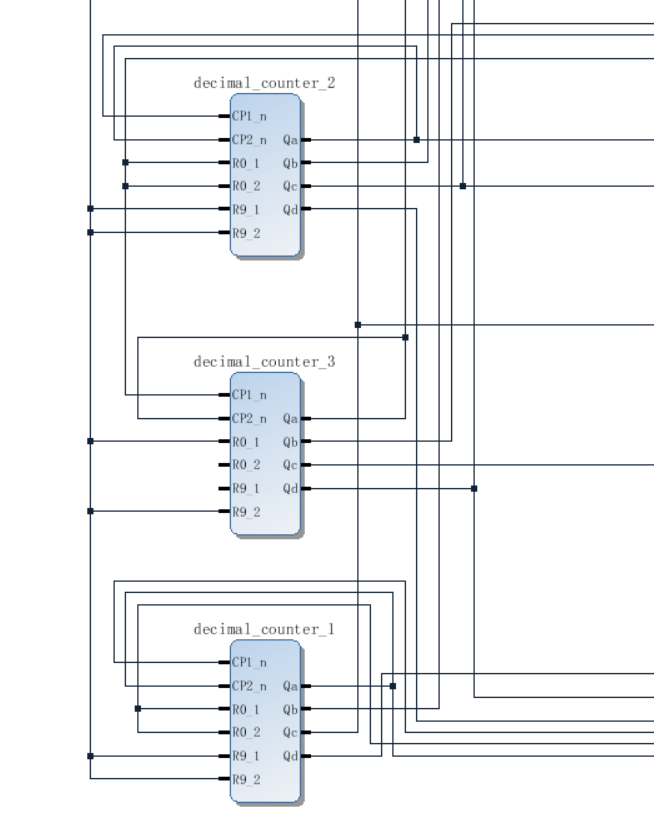 decimal_counter_2
CP1_n
CP2_n Qa
R0_1 Qb
R0_2 Qc
R9_1 Qd
R9_2
decimal_counter_3
CP1_n
CP2_n Qa
R0_1 Qb
R0_2 Qc
R9_1 Qd
R9_2
decimal_counter_1
CP1_n
CP2_n Qa
R0_1 Qb
R0_2 Qc
R9_1 Qd
R9_2